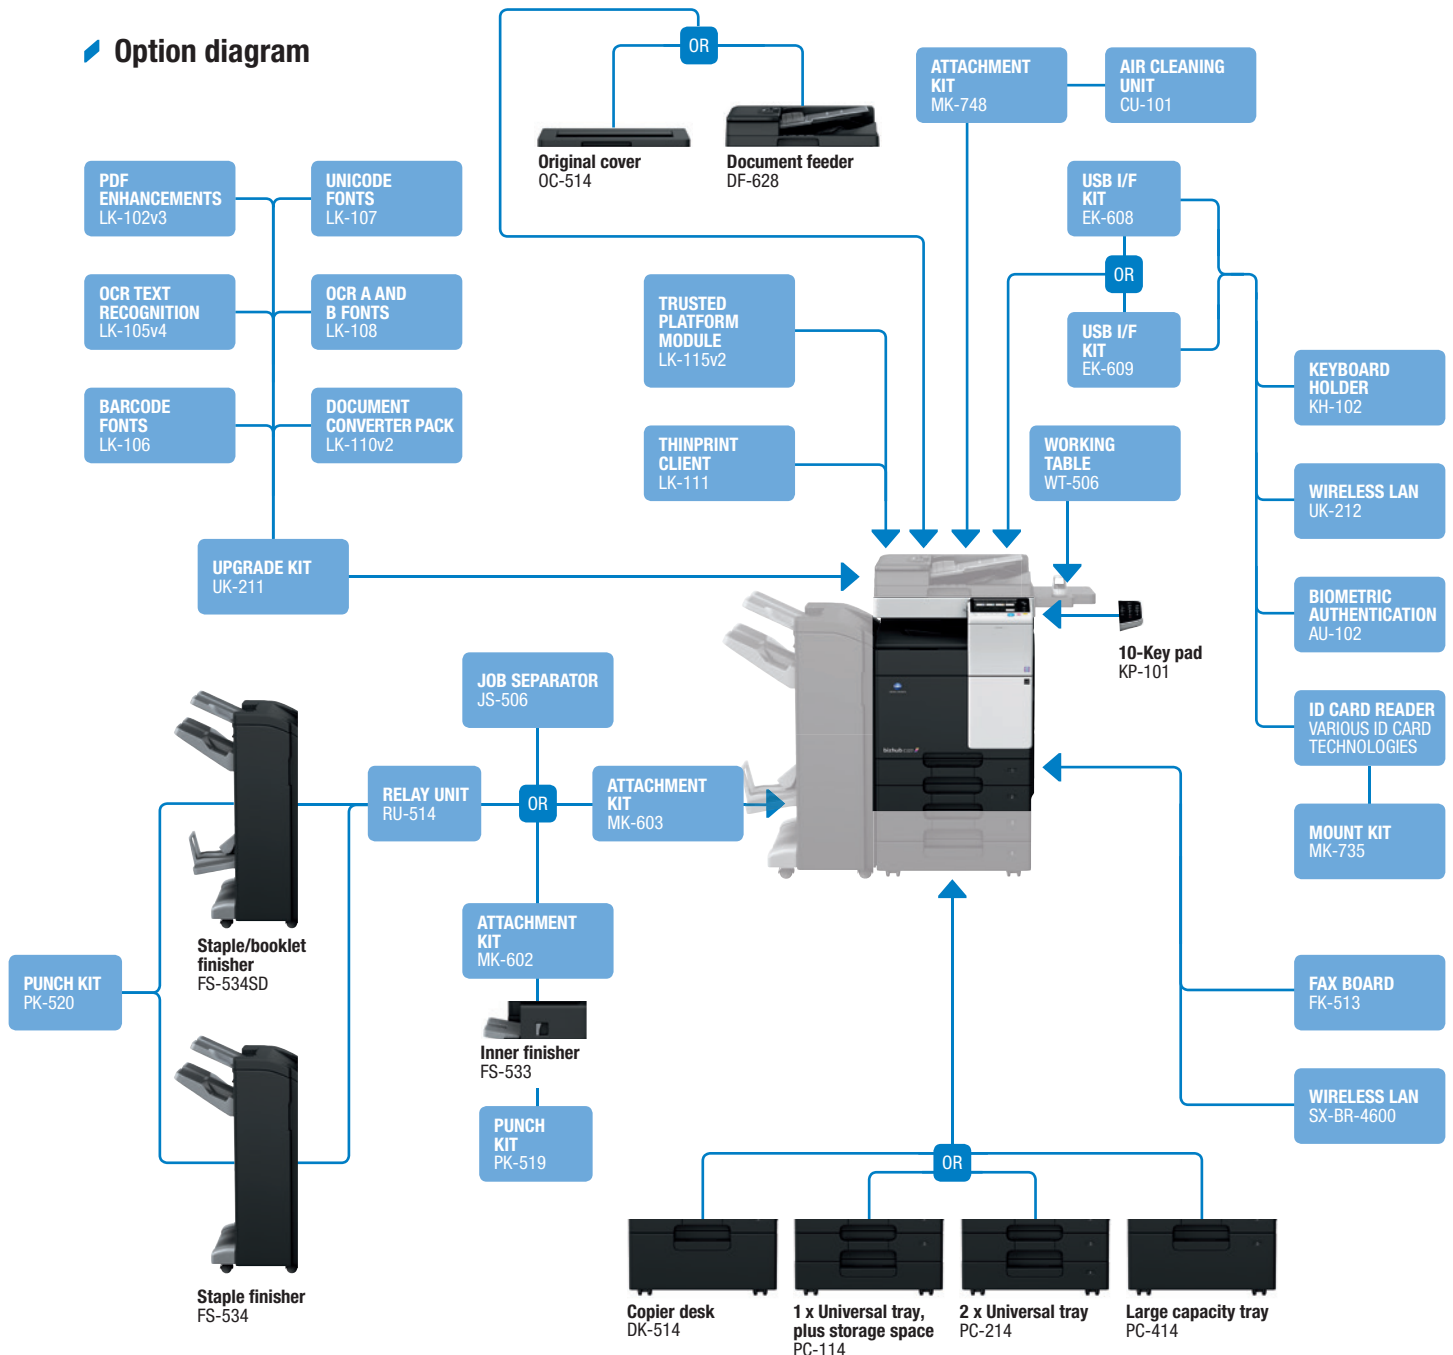 Option diagram
OR
Original cover
OC-514
Document feeder
DF-628
ATTACHMENT
KIT
MK-748
AIR CLEANING
UNIT
CU-101
PDF
ENHANCEMENTS
LK-102v3
UNICODE
FONTS
LK-107
USB I/F
KIT
EK-608
OR
USB I/F
KIT
EK-609
OCR TEXT
RECOGNITION
LK-105v4
OCR A AND
B FONTS
LK-108
TRUSTED
PLATFORM
MODULE
LK-115v2
BARCODE
FONTS
LK-106
DOCUMENT
CONVERTER PACK
LK-110v2
THINPRINT
CLIENT
LK-111
WORKING
TABLE
WT-506
KEYBOARD
HOLDER
KH-102
WIRELESS LAN
UK-212
UPGRADE KIT
UK-211
BIOMETRIC
AUTHENTICATION
AU-102
10-Key pad
KP-101
JOB SEPARATOR
JS-506
ID CARD READER
VARIOUS ID CARD
TECHNOLOGIES
bizhub
RELAY UNIT
RU-514
OR
ATTACHMENT
KIT
MK-603
MOUNT KIT
MK-735
ATTACHMENT
KIT
MK-602
Staple/booklet
finisher
FS-534SD
PUNCH KIT
PK-520
FAX BOARD
FK-513
Inner finisher
FS-533
WIRELESS LAN
SX-BR-4600
PUNCH
KIT
PK-519
OR
Staple finisher
FS-534
Copier desk
DK-514
1 x Universal tray,
plus storage space
PC-114
2 x Universal tray
PC-214
Large capacity tray
PC-414